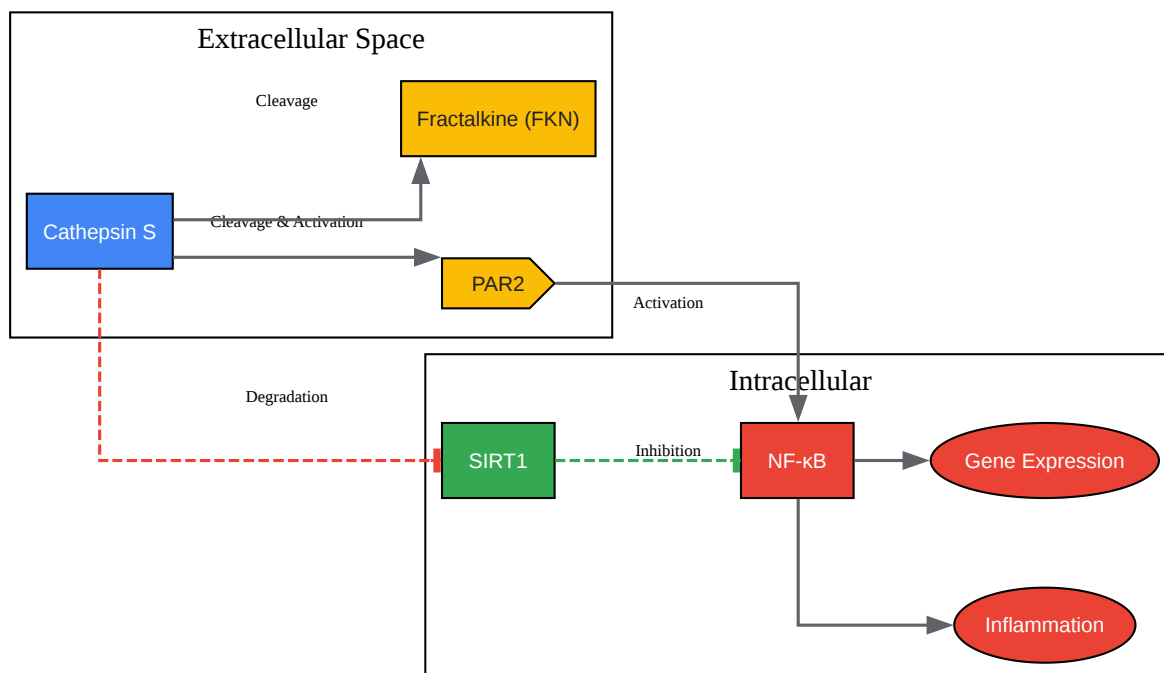 Extracellular Space
Cleavage
Fractalkine (FKN)
Cathepsin S
Cleavage & Activation
PAR2
Activation
Intracellular
Degradation
SIRT1
Inhibition
NF-κB
Gene Expression
Inflammation